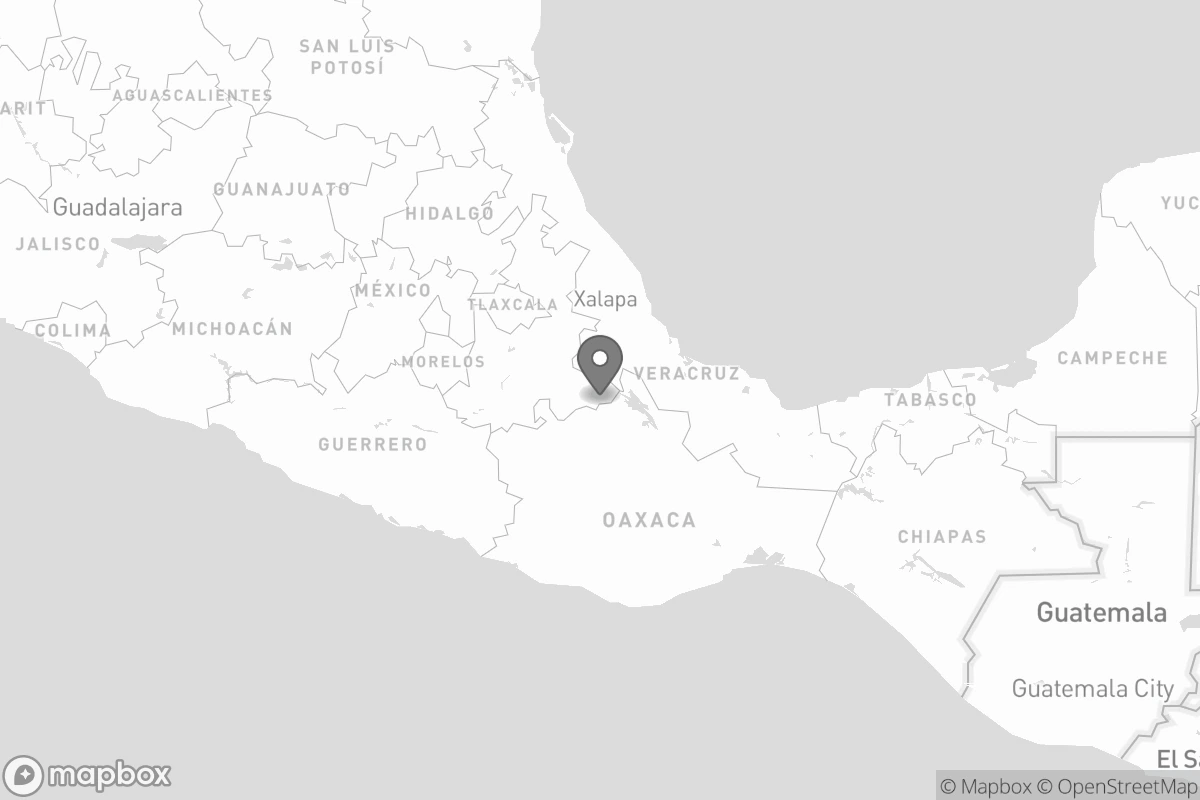 SAN LUIS
POTOSÍ
AGUASCALIENTES
ARIT
GUANAJUATO
YUC
Guadalajara
HIDALGO
JALISCO
MÉXICO
TLAXCALA
Xalapa
COLIMA
MICHOACÁN
MORELOS
CAMPECHE
VERACRUZ
TABASCO
GUERRERO
OAXACA
CHIAPAS
Guatemala
Guatemala City
El Sa
mapbox
© Mapbox © OpenStreetMap